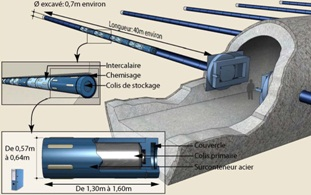 Ø excavé: 0,7m environ
Longueur: 40m environ
Intercalaire
Chemisage
Colis de stockage
De 0,57m
à 0,64m
Couvercle
Colis primaire
Surconteneur acier
De 1,30m à 1,60m